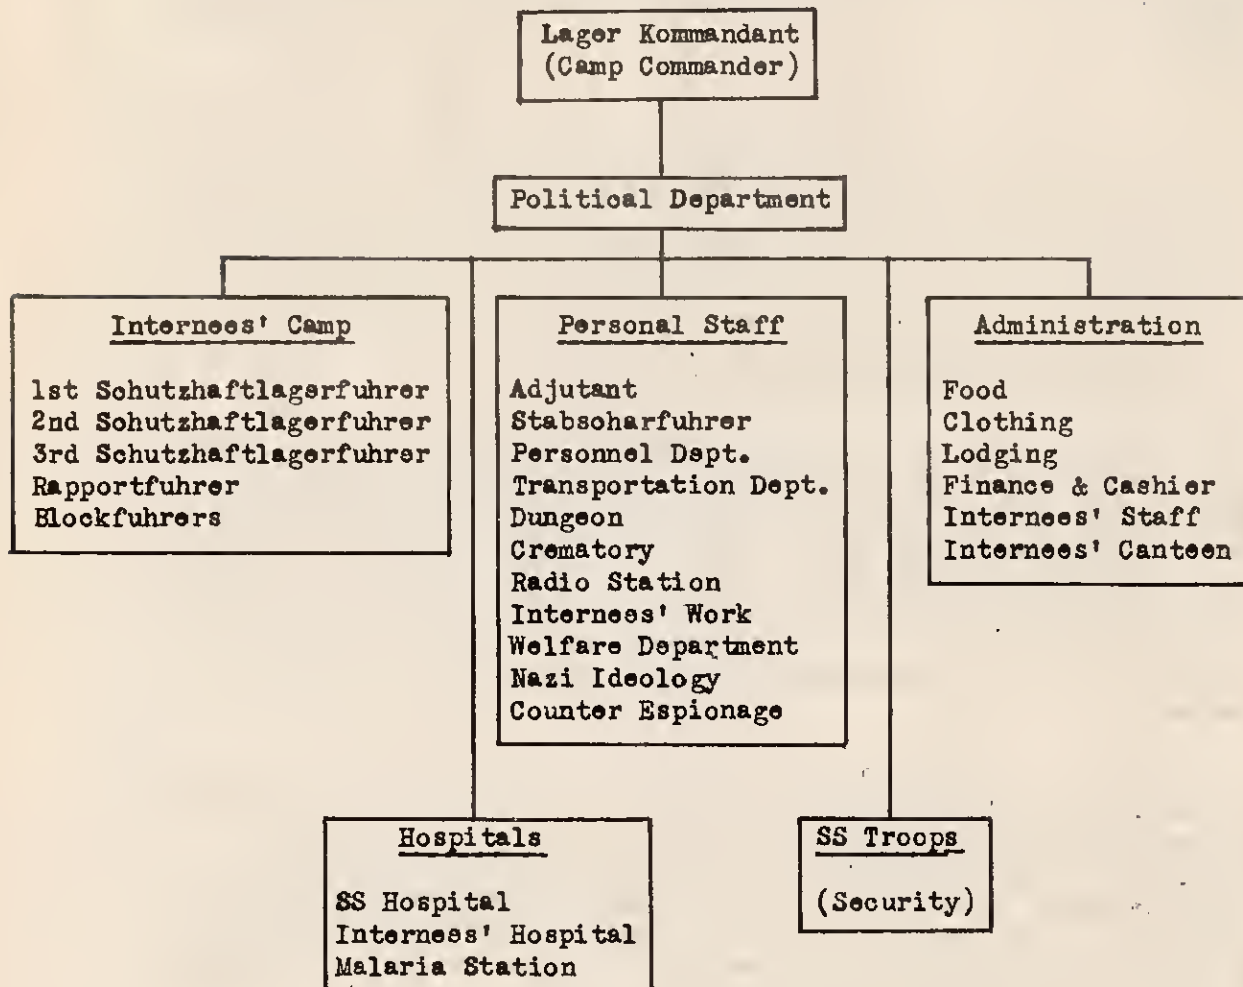 Lager Kommandant
(Camp Commander)
Political Department
Internees' Camp
1st Schutzhaftlagerfuhrer
2nd Schutzhaftlagerfuhrer
3rd Schutzhaftlagerfuhrer
Rapportfuhrer
Blockfuhrers
Personal Staff
Adjutant
Stabscharfuhrer
Personnel Dept.
Transportation Dept.
Dungeon
Crematory
Radio Station
Internees' Work
Welfare Department
Nazi Ideology
Counter Espionage
Administration
Food
Clothing
Lodging
Finance & Cashier
Internees' Staff
Internees' Canteen
Hospitals
SS Hospital
Internees' Hospital
Malaria Station
SS Troops
(Security)